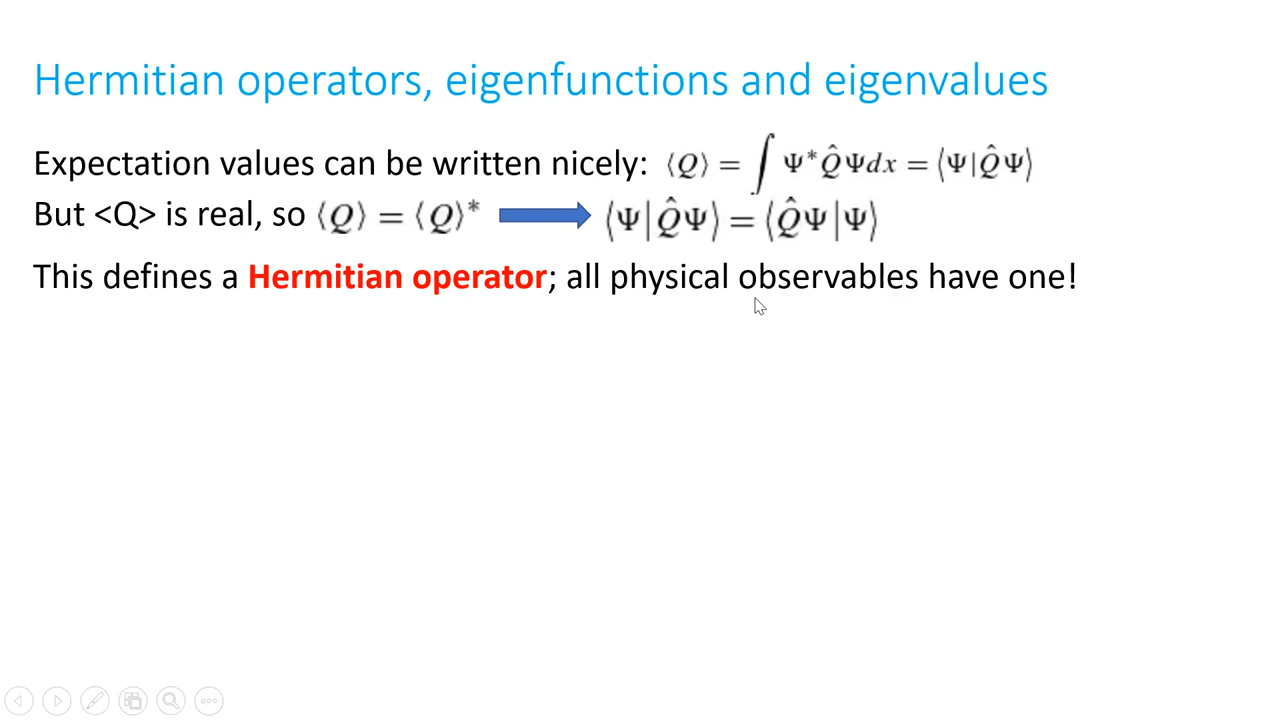 Hermitian operators, eigenfunctions and eigenvalues
Expectation values can be written nicely: ⟨Q⟩ = ∫ Ψ* Q̂ Ψ dx = ⟨Ψ|Q̂Ψ⟩
But <Q> is real, so ⟨Q⟩ = ⟨Q⟩* ⟨Ψ|Q̂Ψ⟩ = ⟨Q̂Ψ|Ψ⟩
This defines a Hermitian operator; all physical observables have one!